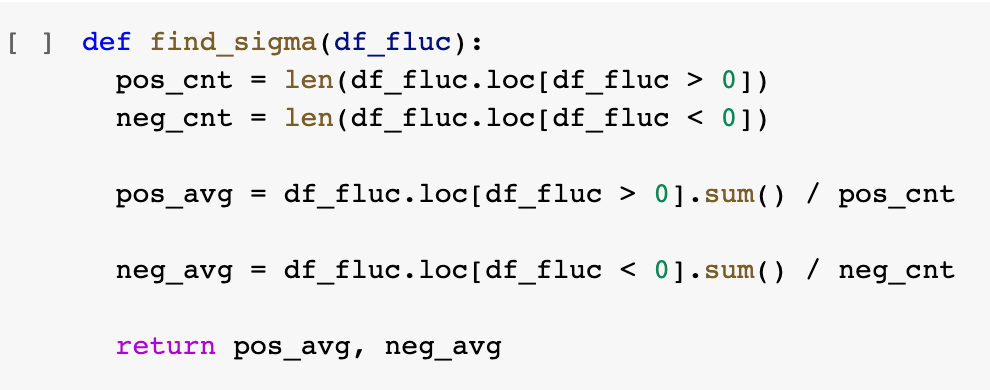 [ ] def find_sigma(df_fluc):
pos_cnt = len(df_fluc.loc[df_fluc > 0])
neg_cnt = len(df_fluc.loc[df_fluc < 0])
pos_avg = df_fluc.loc[df_fluc > 0].sum() / pos_cnt
neg_avg = df_fluc.loc[df_fluc < 0].sum() / neg_cnt
return pos_avg, neg_avg